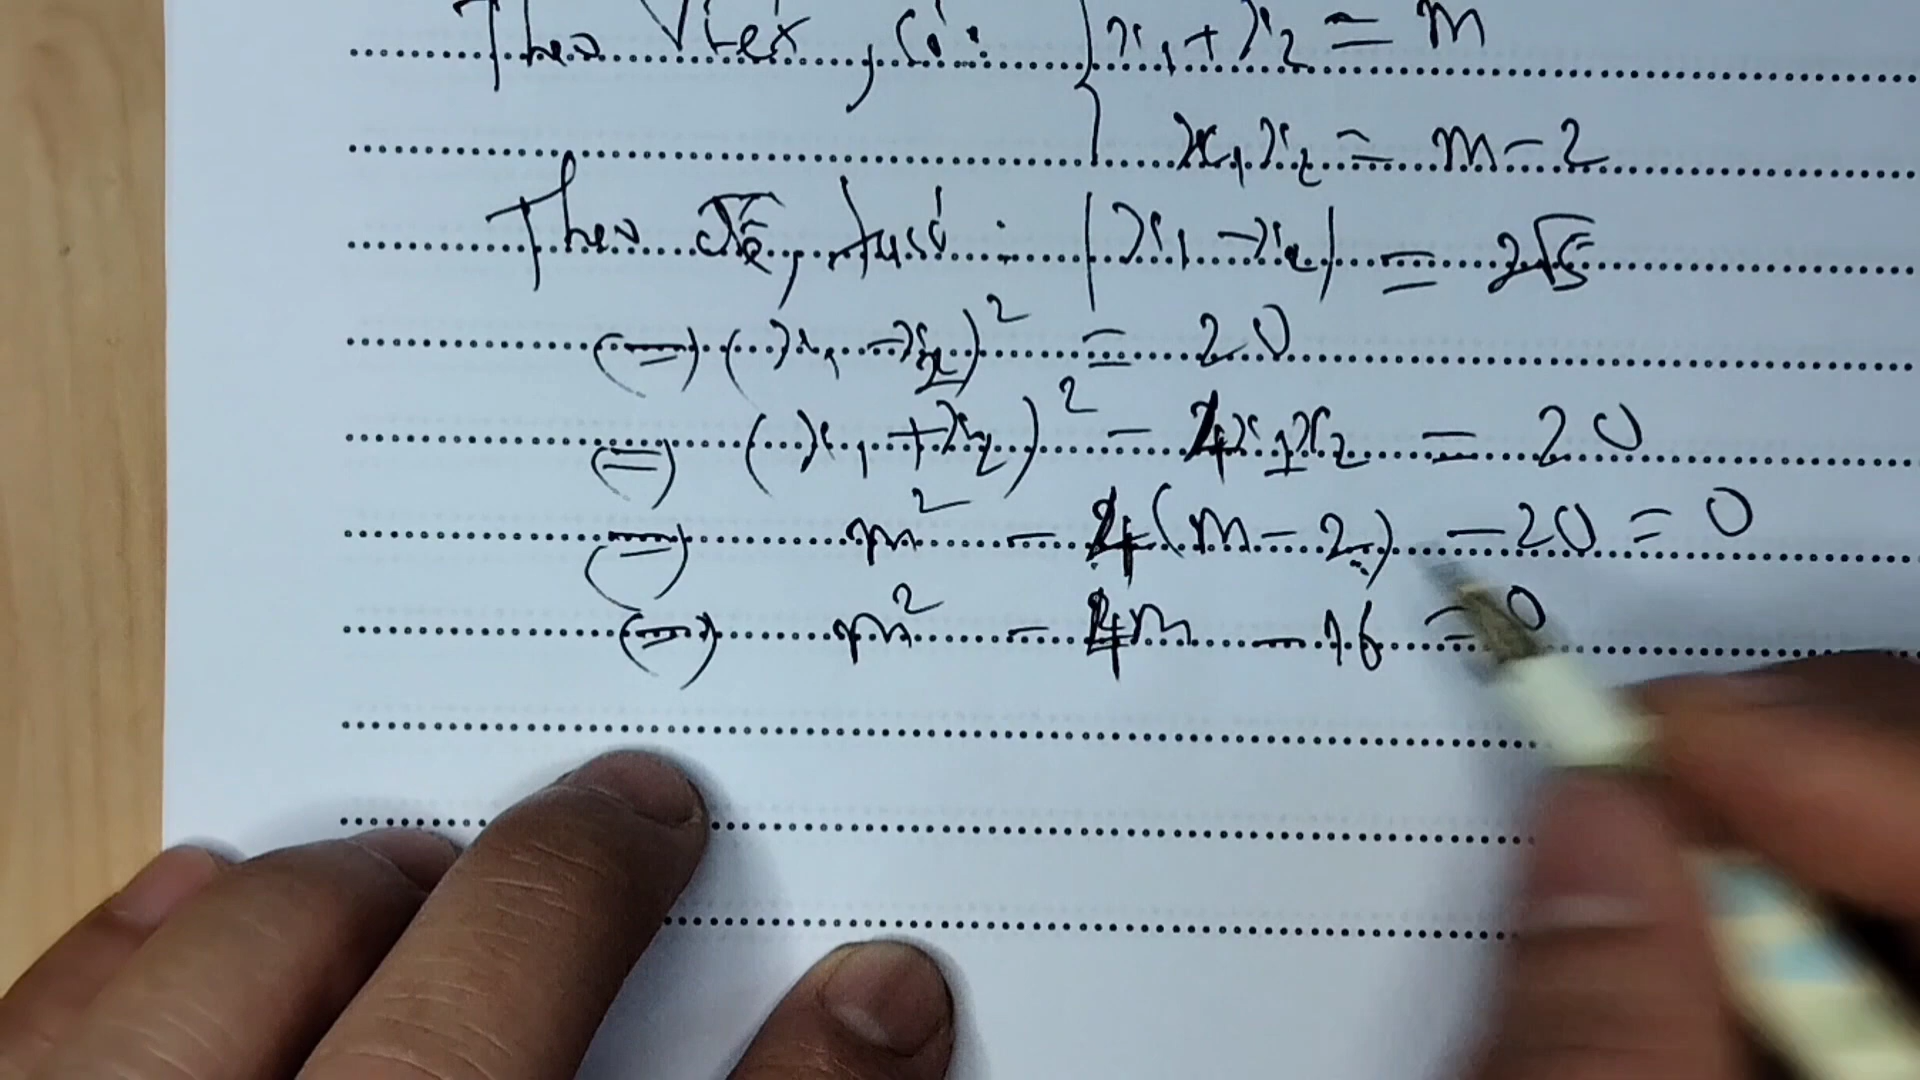 Theo Viet, có: { x₁ + x₂ = m
x₁x₂ = m - 2
Theo đề, ta có: |x₁ - x₂| = 2√5
⇔ (x₁ - x₂)² = 20
⇔ (x₁ + x₂)² - 4x₁x₂ = 20
⇔ m² - 4(m - 2) - 20 = 0
⇔ m² - 4m - 16 = 0